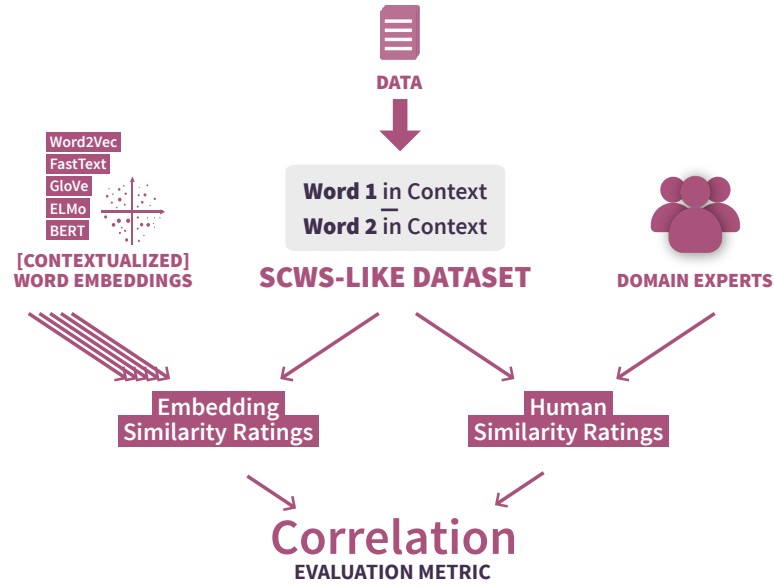 DATA
Word2Vec
FastText
GloVe
ELMo
BERT
[CONTEXTUALIZED]
WORD EMBEDDINGS
Word 1 in Context
Word 2 in Context
SCWS-LIKE DATASET
DOMAIN EXPERTS
Embedding
Similarity Ratings
Human
Similarity Ratings
Correlation
EVALUATION METRIC